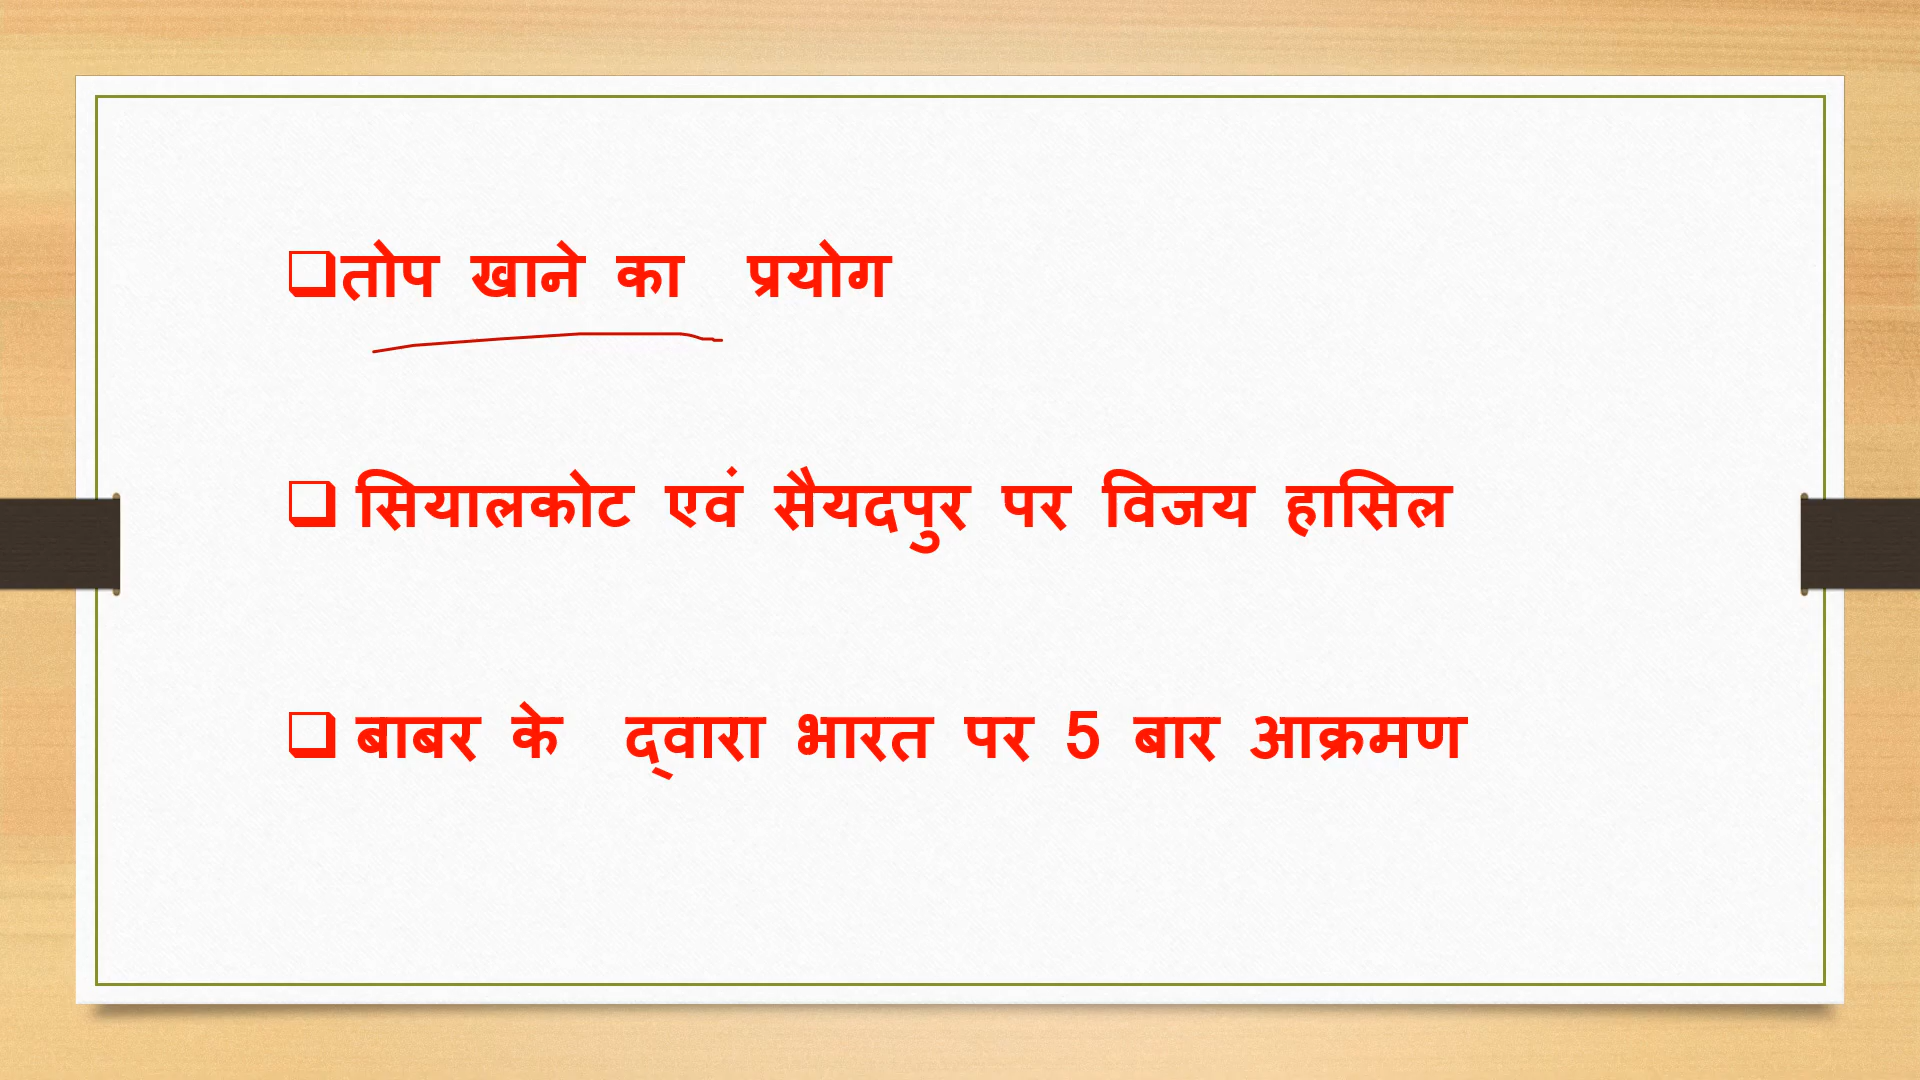 तोप खाने का प्रयोग
सियालकोट एवं सैयदपुर पर विजय हासिल
बाबर के द्वारा भारत पर 5 बार आक्रमण